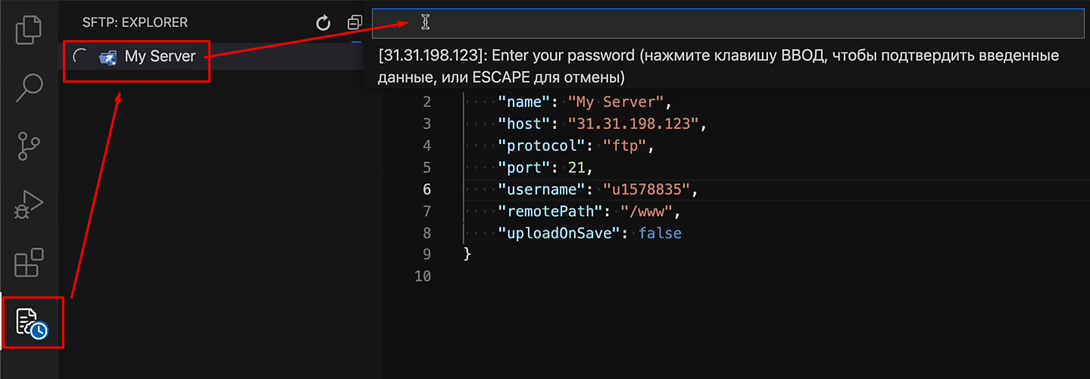 SFTP: EXPLORER
My Server
[31.31.198.123]: Enter your password (нажмите клавишу ВВОД, чтобы подтвердить введенные
данные, или ESCAPE для отмены)
2 "name": "My Server",
3 "host": "31.31.198.123",
4 "protocol": "ftp",
5 "port": 21,
6 "username": "u1578835",
7 "remotePath": "/www",
8 "uploadOnSave": false
9 }
10